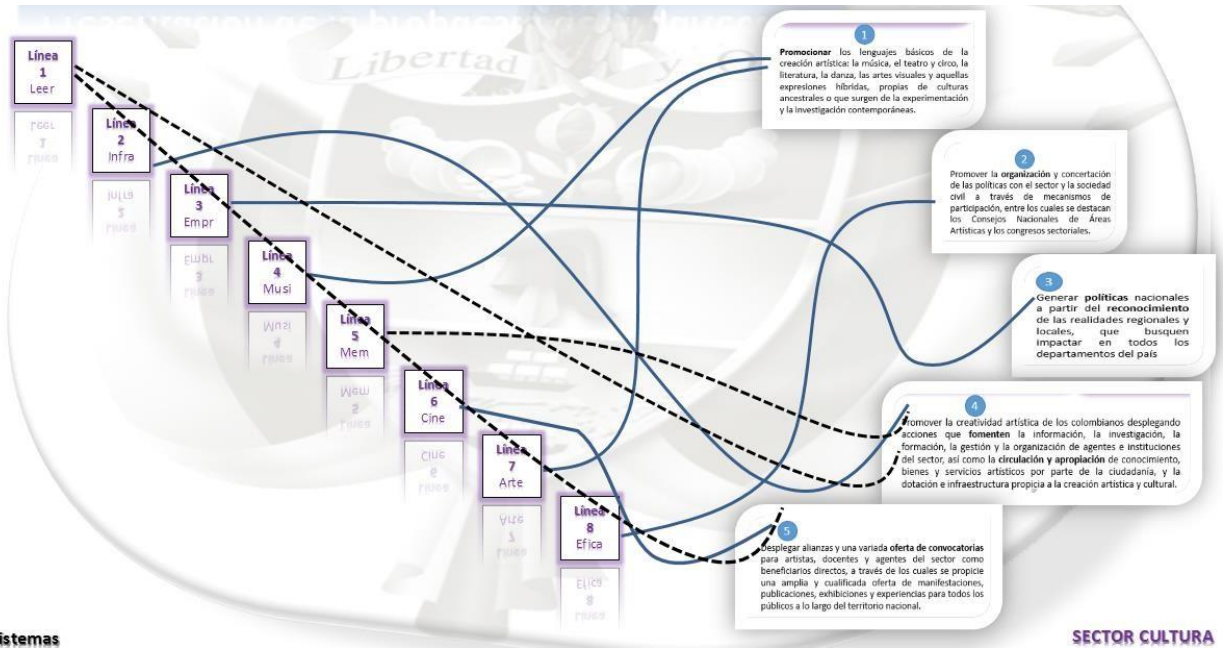 Presentación de la
Libertad y O
Línea
1
Leer
Línea
2
Infra
Línea
3
Empr
Línea
4
Musi
Línea
5
Mem
Línea
6
Cine
Línea
7
Arte
Línea
8
Efica
1
Promocionar los lenguajes básicos de la
creación artística: la música, el teatro y circo, la
literatura, la danza, las artes visuales y aquellas
expresiones híbridas, propias de culturas
ancestrales o que surgen de la experimentación
y la investigación contemporáneas.
2
Promover la organización y concertación
de las políticas con el sector y la sociedad
civil a través de mecanismos de
participación, entre los cuales se destacan
los Consejos Nacionales de Áreas
Artísticas y los congresos sectoriales.
3
Generar políticas nacionales
a partir del reconocimiento
de las realidades regionales y
locales, que busquen
impactar en todos los
departamentos del país
4
Promover la creatividad artística de los colombianos desplegando
acciones que fomenten la información, la investigación, la
formación, la gestión y la organización de agentes e instituciones
del sector, así como la circulación y apropiación de conocimiento,
bienes y servicios artísticos por parte de la ciudadanía, y la
dotación e infraestructura propicia a la creación artística y cultural.
5
Desplegar alianzas y una variada oferta de convocatorias
para artistas, docentes y agentes del sector como
beneficiarios directos, a través de los cuales se propicie
una amplia y cualificada oferta de manifestaciones,
publicaciones, exhibiciones y experiencias para todos los
públicos a lo largo del territorio nacional.
istemas
SECTOR CULTURA